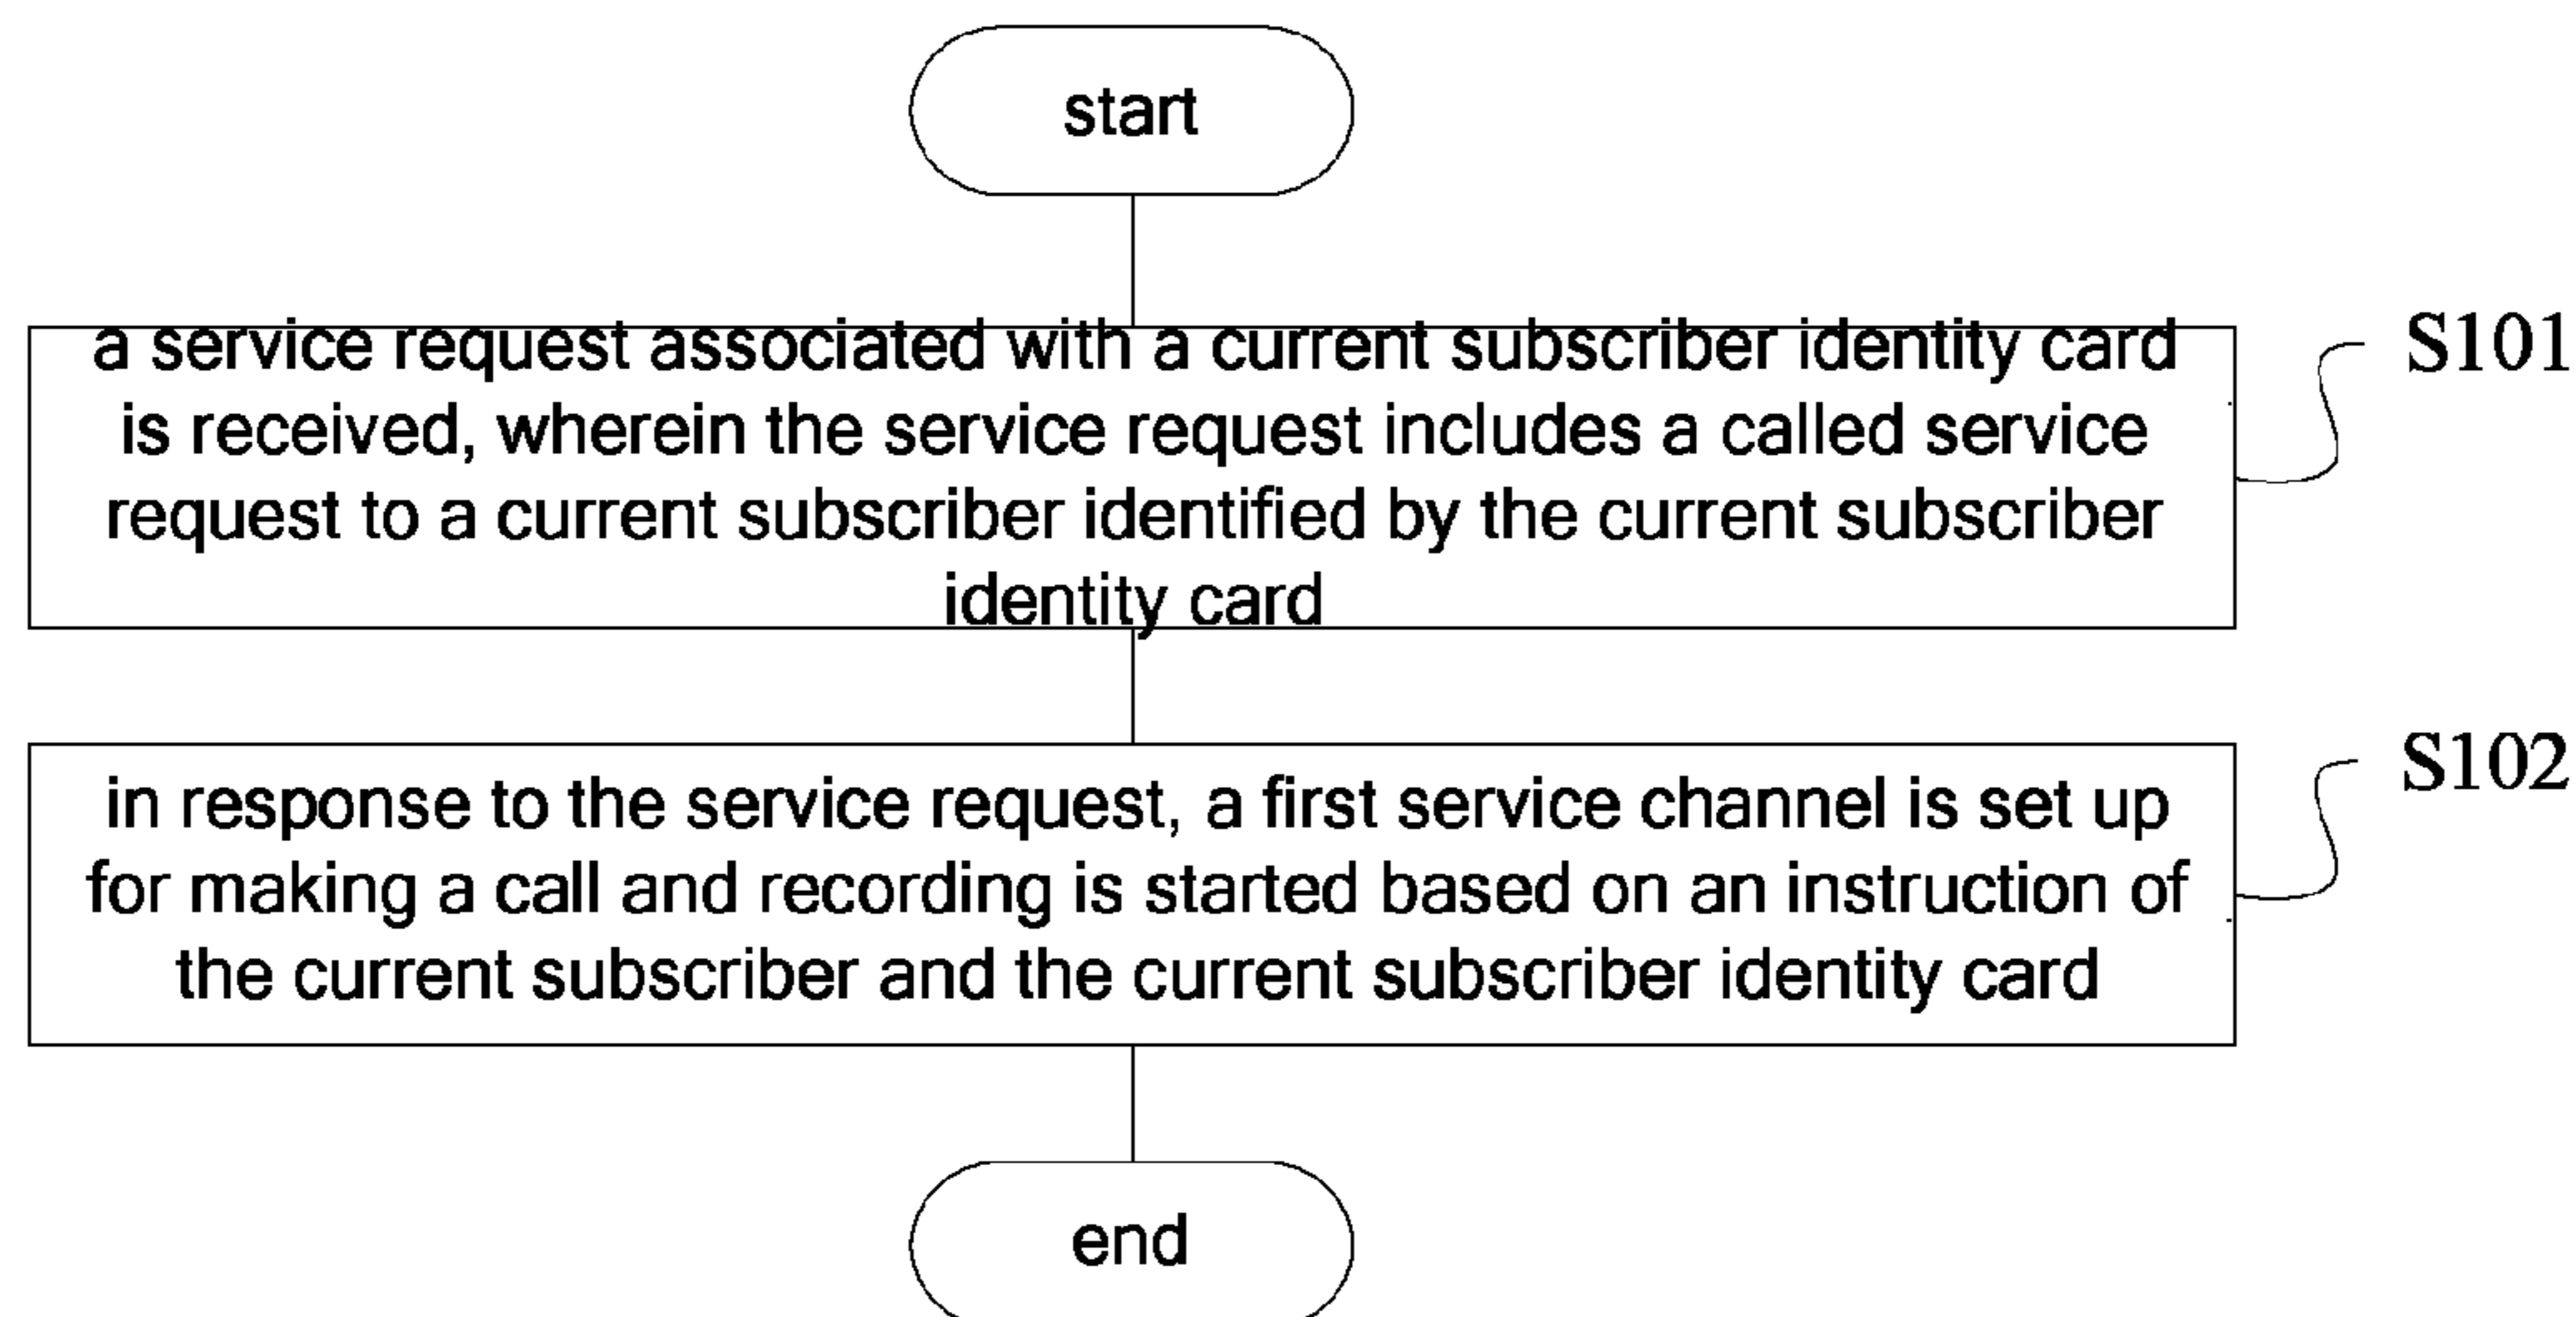 start
a service request associated with a current subscriber identity card
is received, wherein the service request includes a called service
request to a current subscriber identified by the current subscriber
identity card
S101
in response to the service request, a first service channel is set up
for making a call and recording is started based on an instruction of
the current subscriber and the current subscriber identity card
S102
end